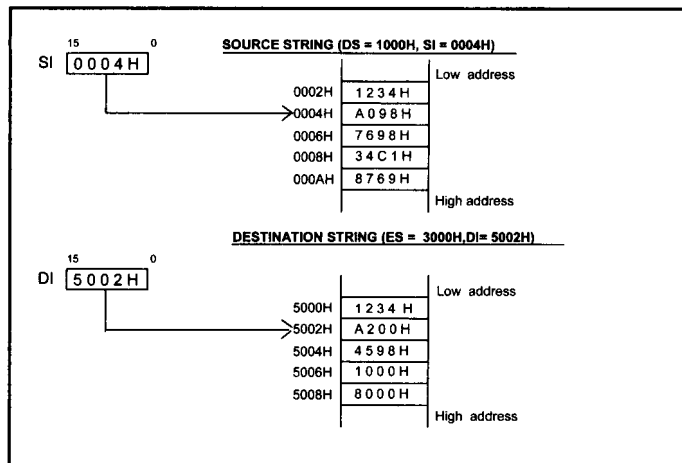 SOURCE STRING (DS = 1000H, SI = 0004H)
15 0
SI 0004H
Low address
0002H 1234H
0004H A098H
0006H 7698H
0008H 34C1H
000AH 8769H
High address
DESTINATION STRING (ES = 3000H,DI= 5002H)
15 0
DI 5002H
Low address
5000H 1234 H
5002H A200H
5004H 4598H
5006H 1000H
5008H 8000H
High address